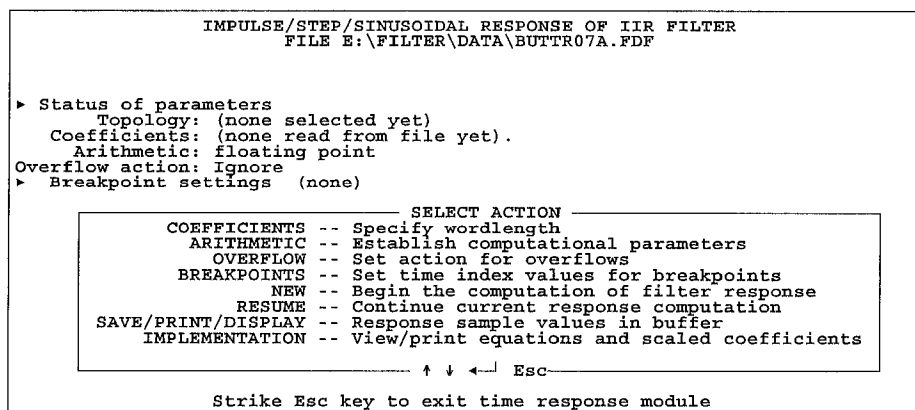 IMPULSE/STEP/SINUSOIDAL RESPONSE OF IIR FILTER
FILE E:\FILTER\DATA\BUTTR07A.FDF
► Status of parameters
Topology: (none selected yet)
Coefficients: (none read from file yet).
Arithmetic: floating point
Overflow action: Ignore
► Breakpoint settings (none)
SELECT ACTION
COEFFICIENTS -- Specify wordlength
ARITHMETIC -- Establish computational parameters
OVERFLOW -- Set action for overflows
BREAKPOINTS -- Set time index values for breakpoints
NEW -- Begin the computation of filter response
RESUME -- Continue current response computation
SAVE/PRINT/DISPLAY -- Response sample values in buffer
IMPLEMENTATION -- View/print equations and scaled coefficients
↑ ↓ ◄┘ Esc
Strike Esc key to exit time response module